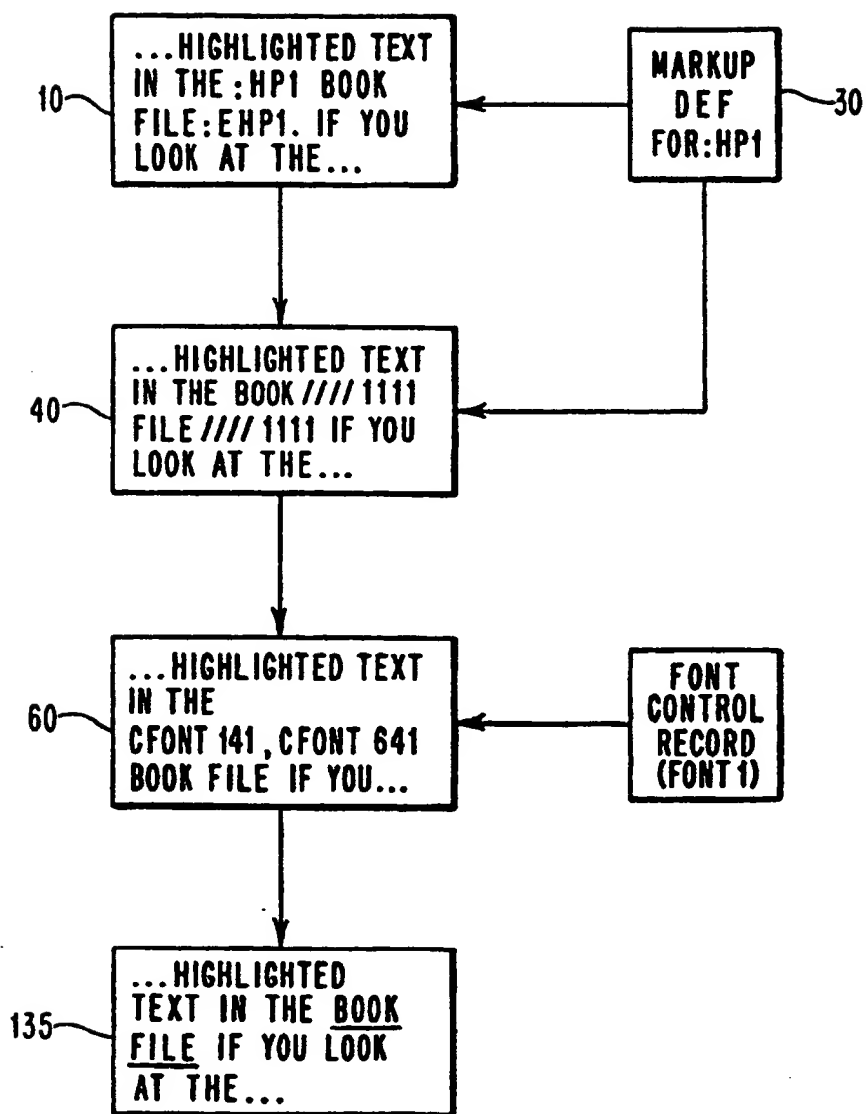 ...HIGHLIGHTED TEXT
IN THE :HP1 BOOK
FILE:EHP1. IF YOU
LOOK AT THE...
10
MARKUP
DEF
FOR:HP1
30
...HIGHLIGHTED TEXT
IN THE BOOK //// 1111
FILE //// 1111 IF YOU
LOOK AT THE...
40
...HIGHLIGHTED TEXT
IN THE
CFONT 141, CFONT 641
BOOK FILE IF YOU...
60
FONT
CONTROL
RECORD
(FONT 1)
...HIGHLIGHTED
TEXT IN THE BOOK
FILE IF YOU LOOK
AT THE...
135